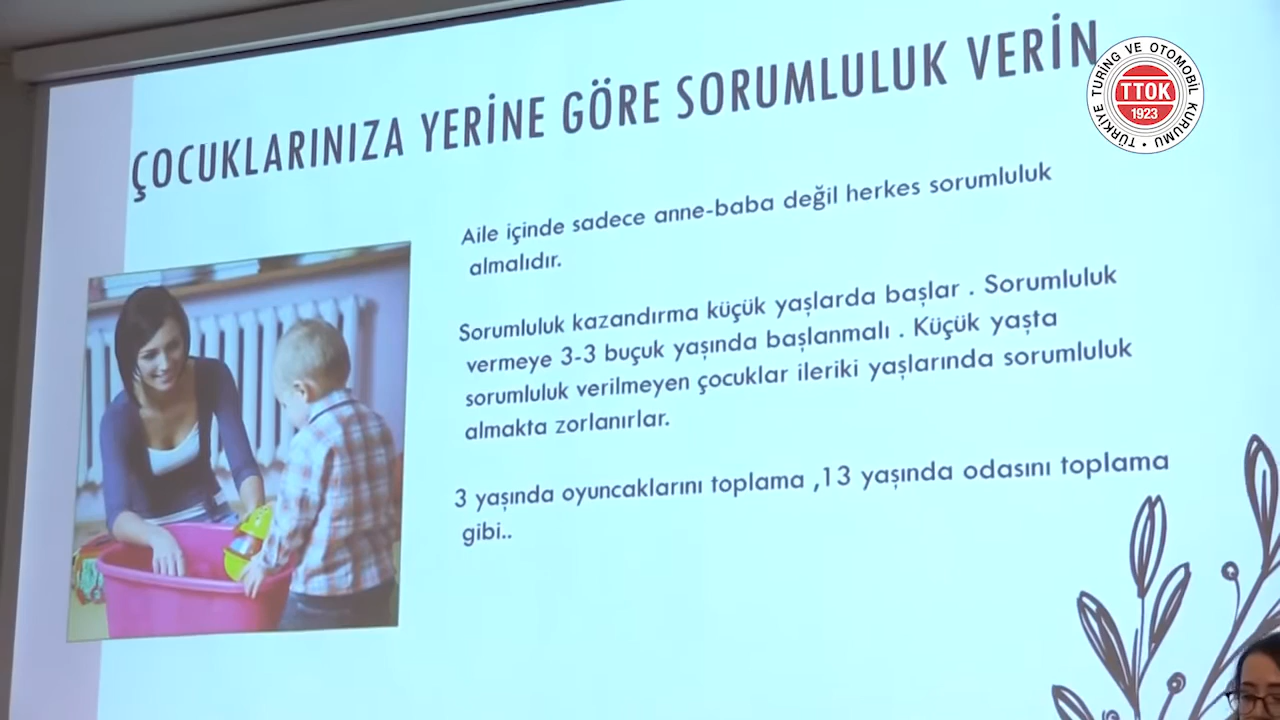 ÇOCUKLARINIZA YERİNE GÖRE SORUMLULUK VERİN
TÜRKİYE TURİNG VE OTOMOBİL KURUMU
TTOK
1923
Aile içinde sadece anne-baba değil herkes sorumluluk
almalıdır.
Sorumluluk kazandırma küçük yaşlarda başlar . Sorumluluk
vermeye 3-3 buçuk yaşında başlanmalı . Küçük yaşta
sorumluluk verilmeyen çocuklar ileriki yaşlarında sorumluluk
almakta zorlanırlar.
3 yaşında oyuncaklarını toplama ,13 yaşında odasını toplama
gibi..